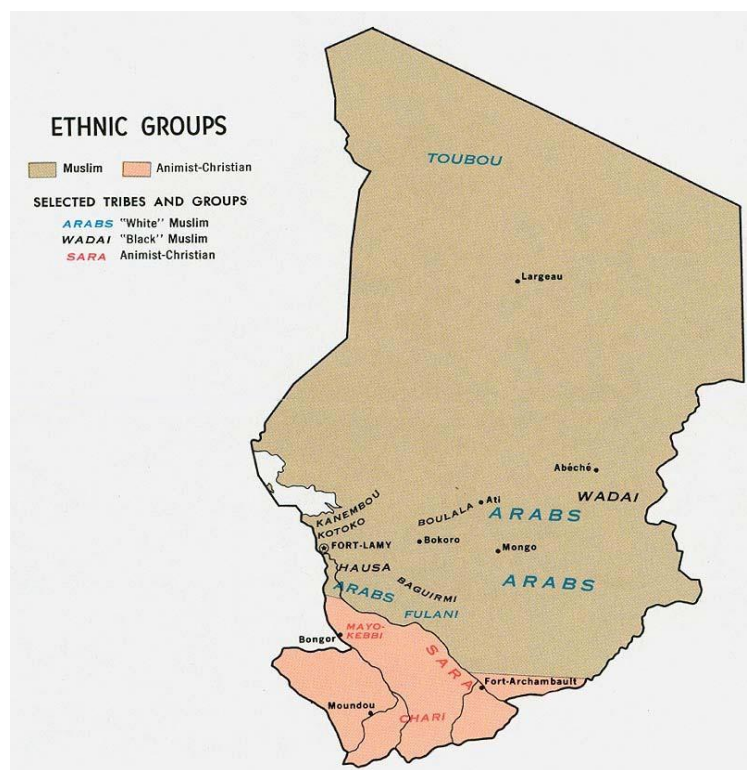 ETHNIC GROUPS
Muslim
Animist-Christian
SELECTED TRIBES AND GROUPS
ARABS "White" Muslim
WADAI "Black" Muslim
SARA Animist-Christian
TOUBOU
Largeau
Abéché
WADAI
KANEMBOU
KOTOKO
BOULALA
Ati
ARABS
FORT-LAMY
Bokoro
Mongo
HAUSA
ARABS
BAGUIRMI
ARABS
FULANI
MAYO-
KEBBI
Bongor
SARA
Fort-Archambault
Moundou
CHARI